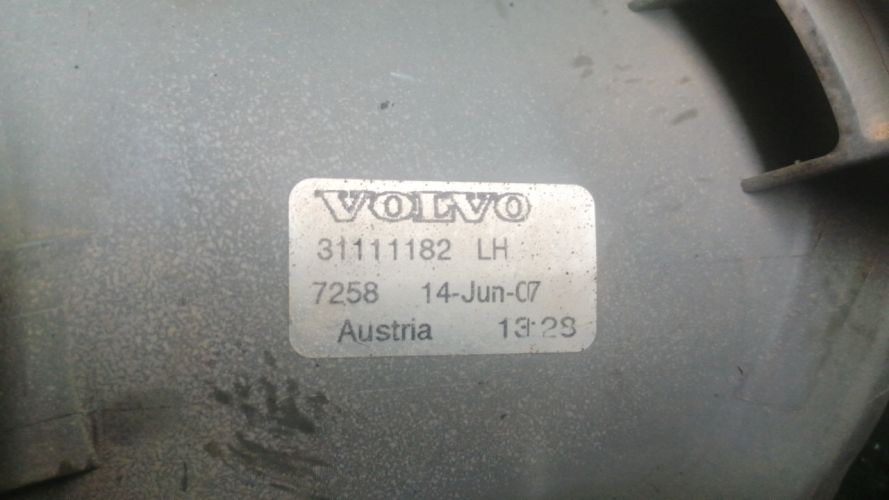 VOLVO
31111182 LH
7258 14-Jun-07
Austria 13:28